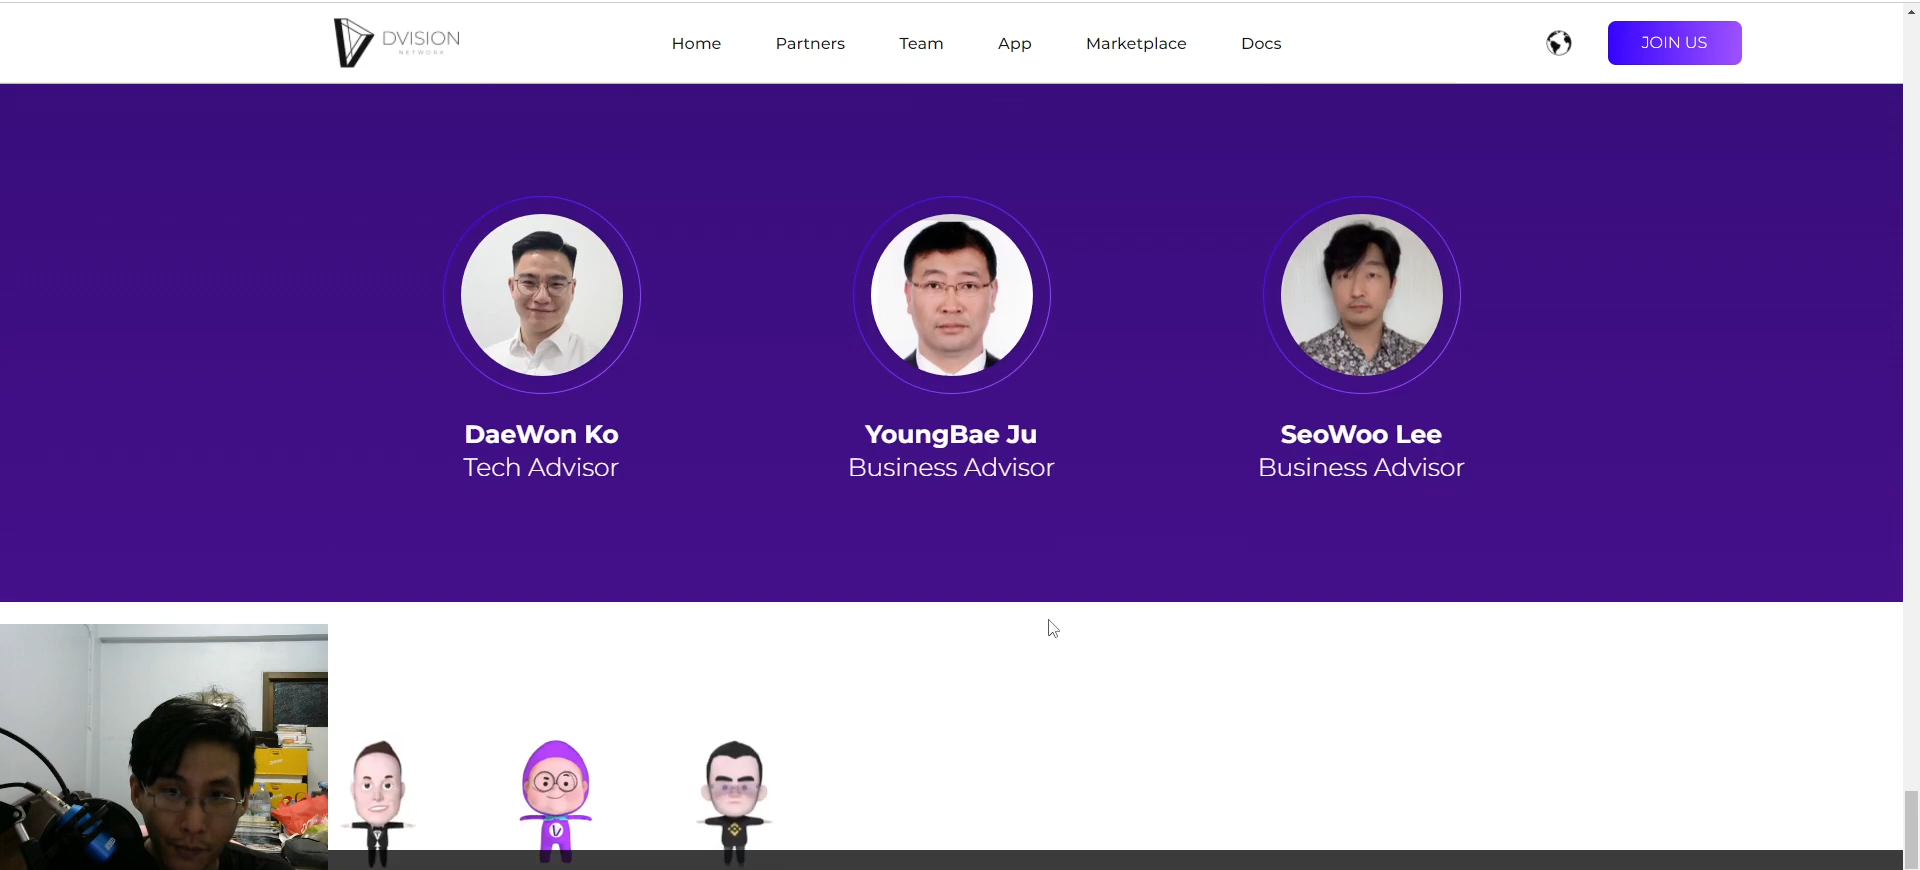 DVISION
NETWORK
Home
Partners
Team
App
Marketplace
Docs
JOIN US
DaeWon Ko
Tech Advisor
YoungBae Ju
Business Advisor
SeoWoo Lee
Business Advisor